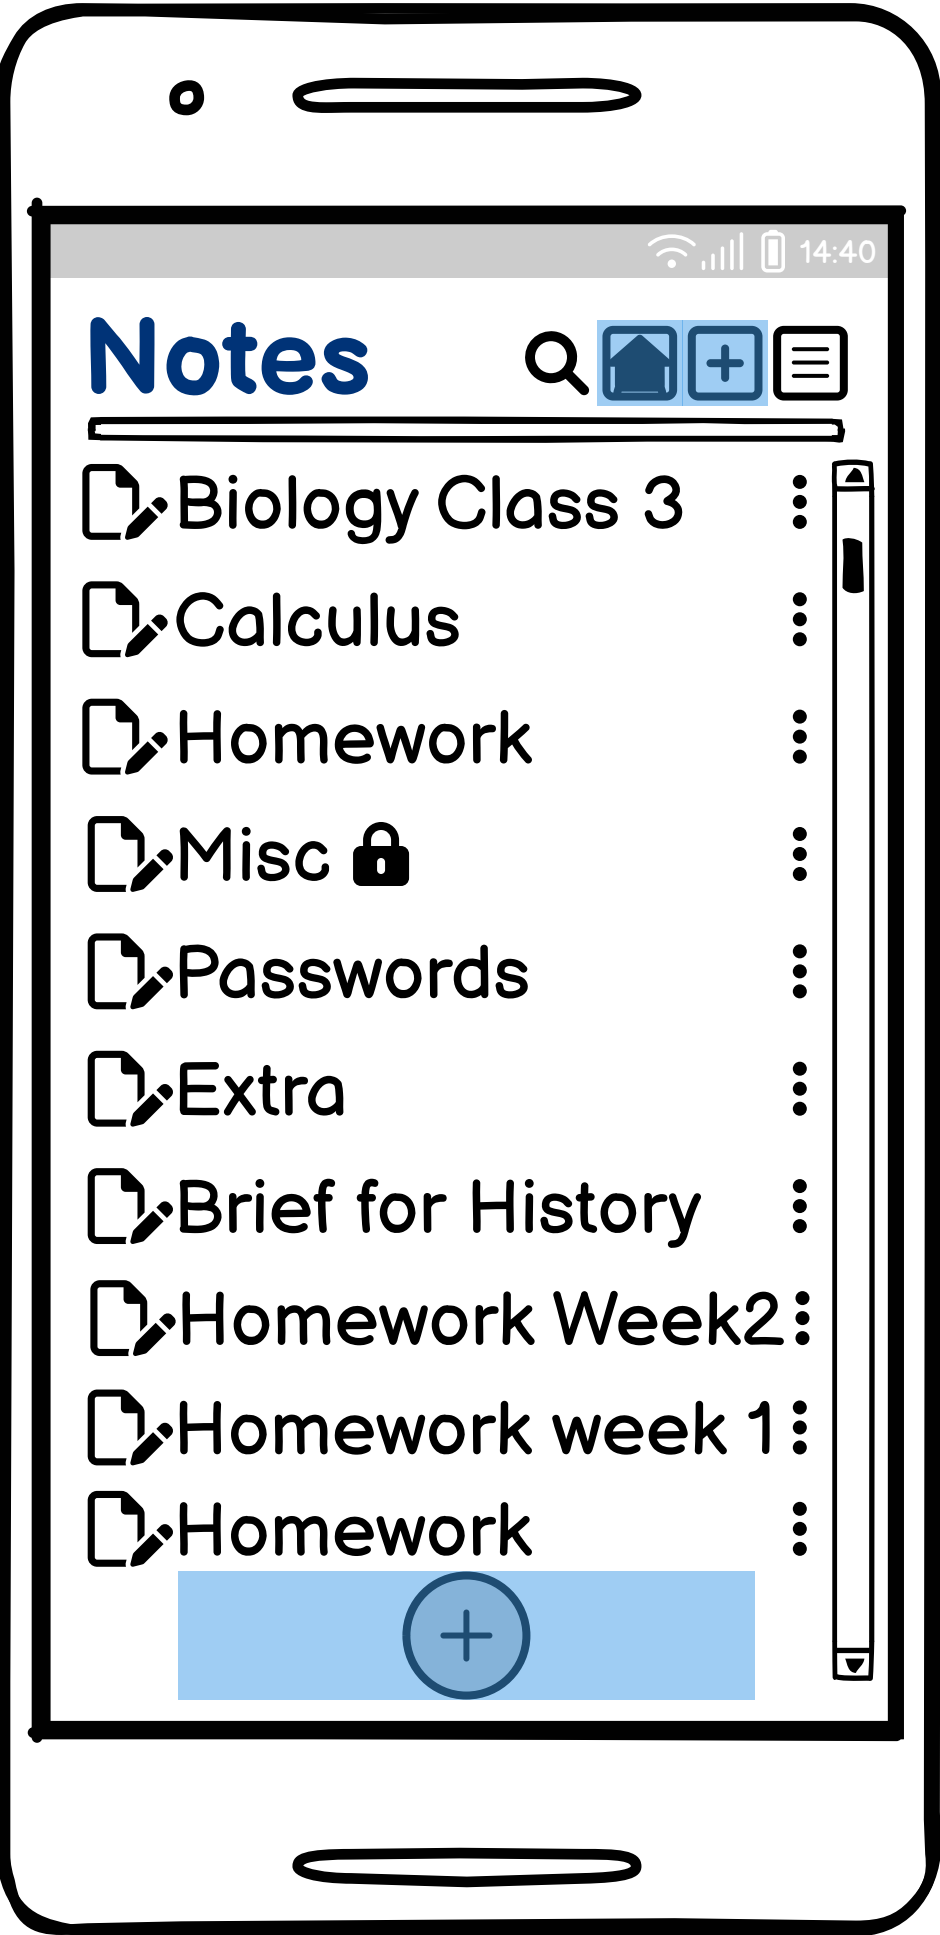 14:40
Notes
Biology Class 3
Calculus
Homework
Misc
Passwords
Extra
Brief for History
Homework Week2
Homework week 1
Homework